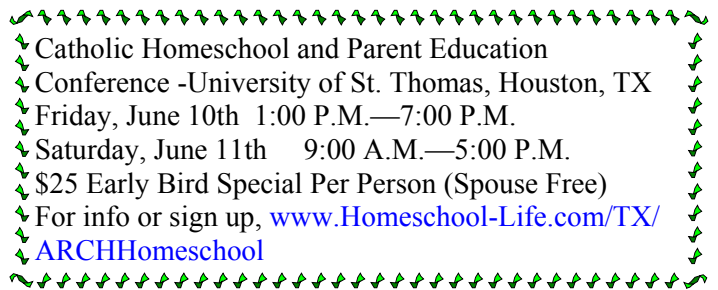 Catholic Homeschool and Parent Education
Conference -University of St. Thomas, Houston, TX
Friday, June 10th  1:00 P.M.—7:00 P.M.
Saturday, June 11th     9:00 A.M.—5:00 P.M.
$25 Early Bird Special Per Person (Spouse Free)
For info or sign up, www.Homeschool-Life.com/TX/
ARCHHomeschool